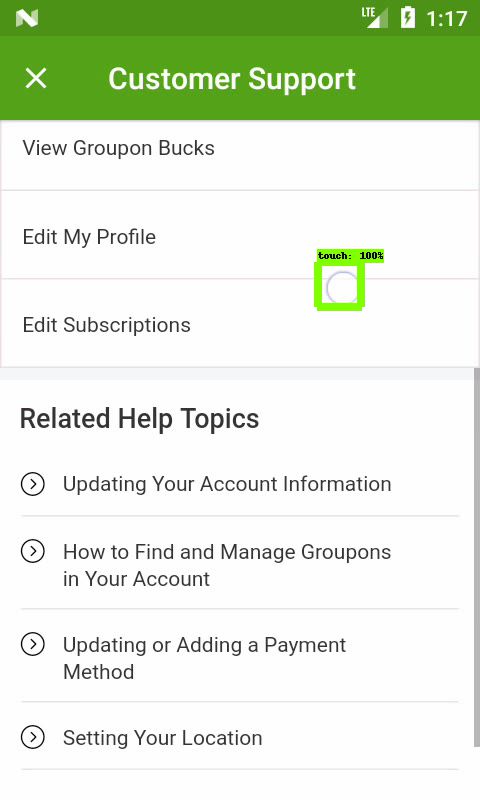 LTE
1:17
Customer Support
View Groupon Bucks
Edit My Profile
touch: 100%
Edit Subscriptions
Related Help Topics
Updating Your Account Information
How to Find and Manage Groupons
in Your Account
Updating or Adding a Payment
Method
Setting Your Location